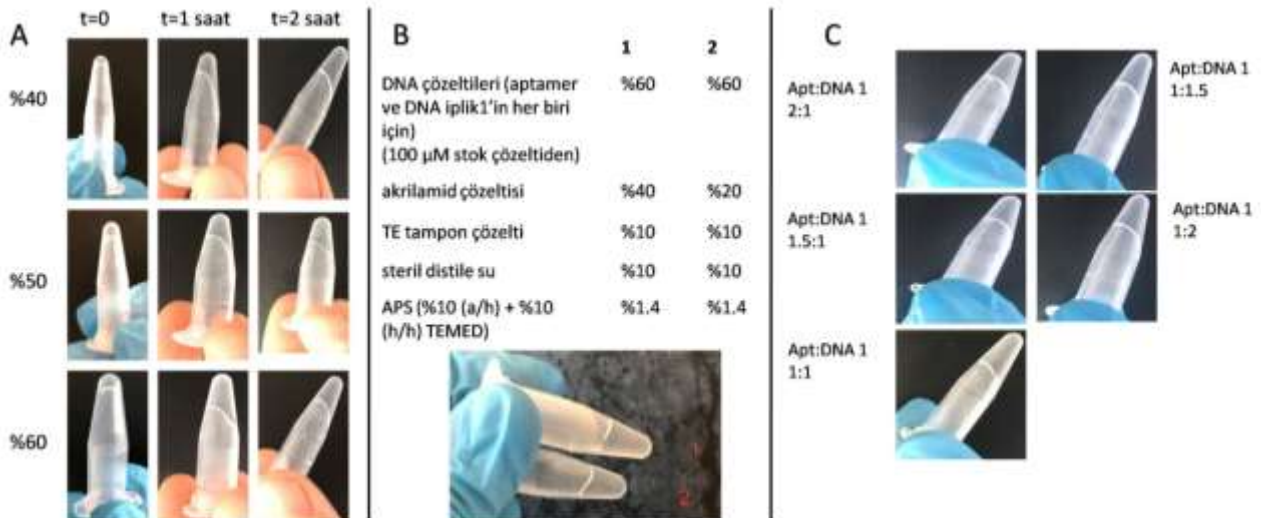 A
t=0 t=1 saat t=2 saat
%40
%50
%60
B
1 2
DNA çözeltileri (aptamer %60 %60
ve DNA iplik1'in her biri
için)
(100 µM stok çözeltiden)
akrilamid çözeltisi %40 %20
TE tampon çözelti %10 %10
steril distile su %10 %10
APS (%10 (a/h) + %10 %1.4 %1.4
(h/h) TEMED)
1
2
C
Apt:DNA 1
2:1
Apt:DNA 1
1:1.5
Apt:DNA 1
1.5:1
Apt:DNA 1
1:2
Apt:DNA 1
1:1